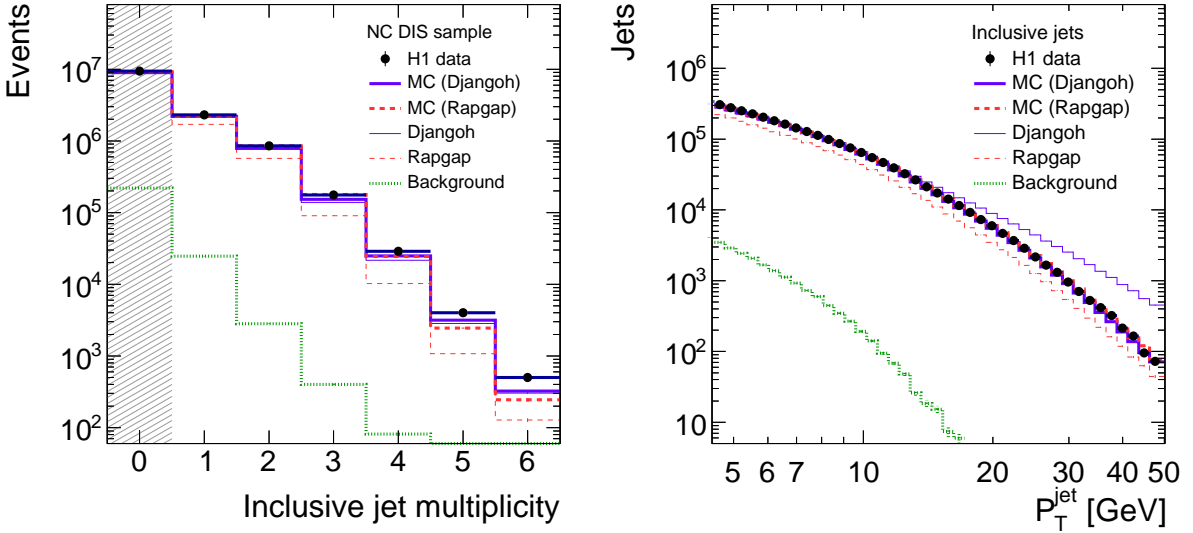 Events
NC DIS sample
H1 data
MC (Djangoh)
MC (Rapgap)
Djangoh
Rapgap
Background
10^7
10^6
10^5
10^4
10^3
10^2
0 1 2 3 4 5 6
Inclusive jet multiplicity
Jets
Inclusive jets
H1 data
MC (Djangoh)
MC (Rapgap)
Djangoh
Rapgap
Background
10^6
10^5
10^4
10^3
10^2
10
5 6 7 10 20 30 40 50
P_T^jet [GeV]